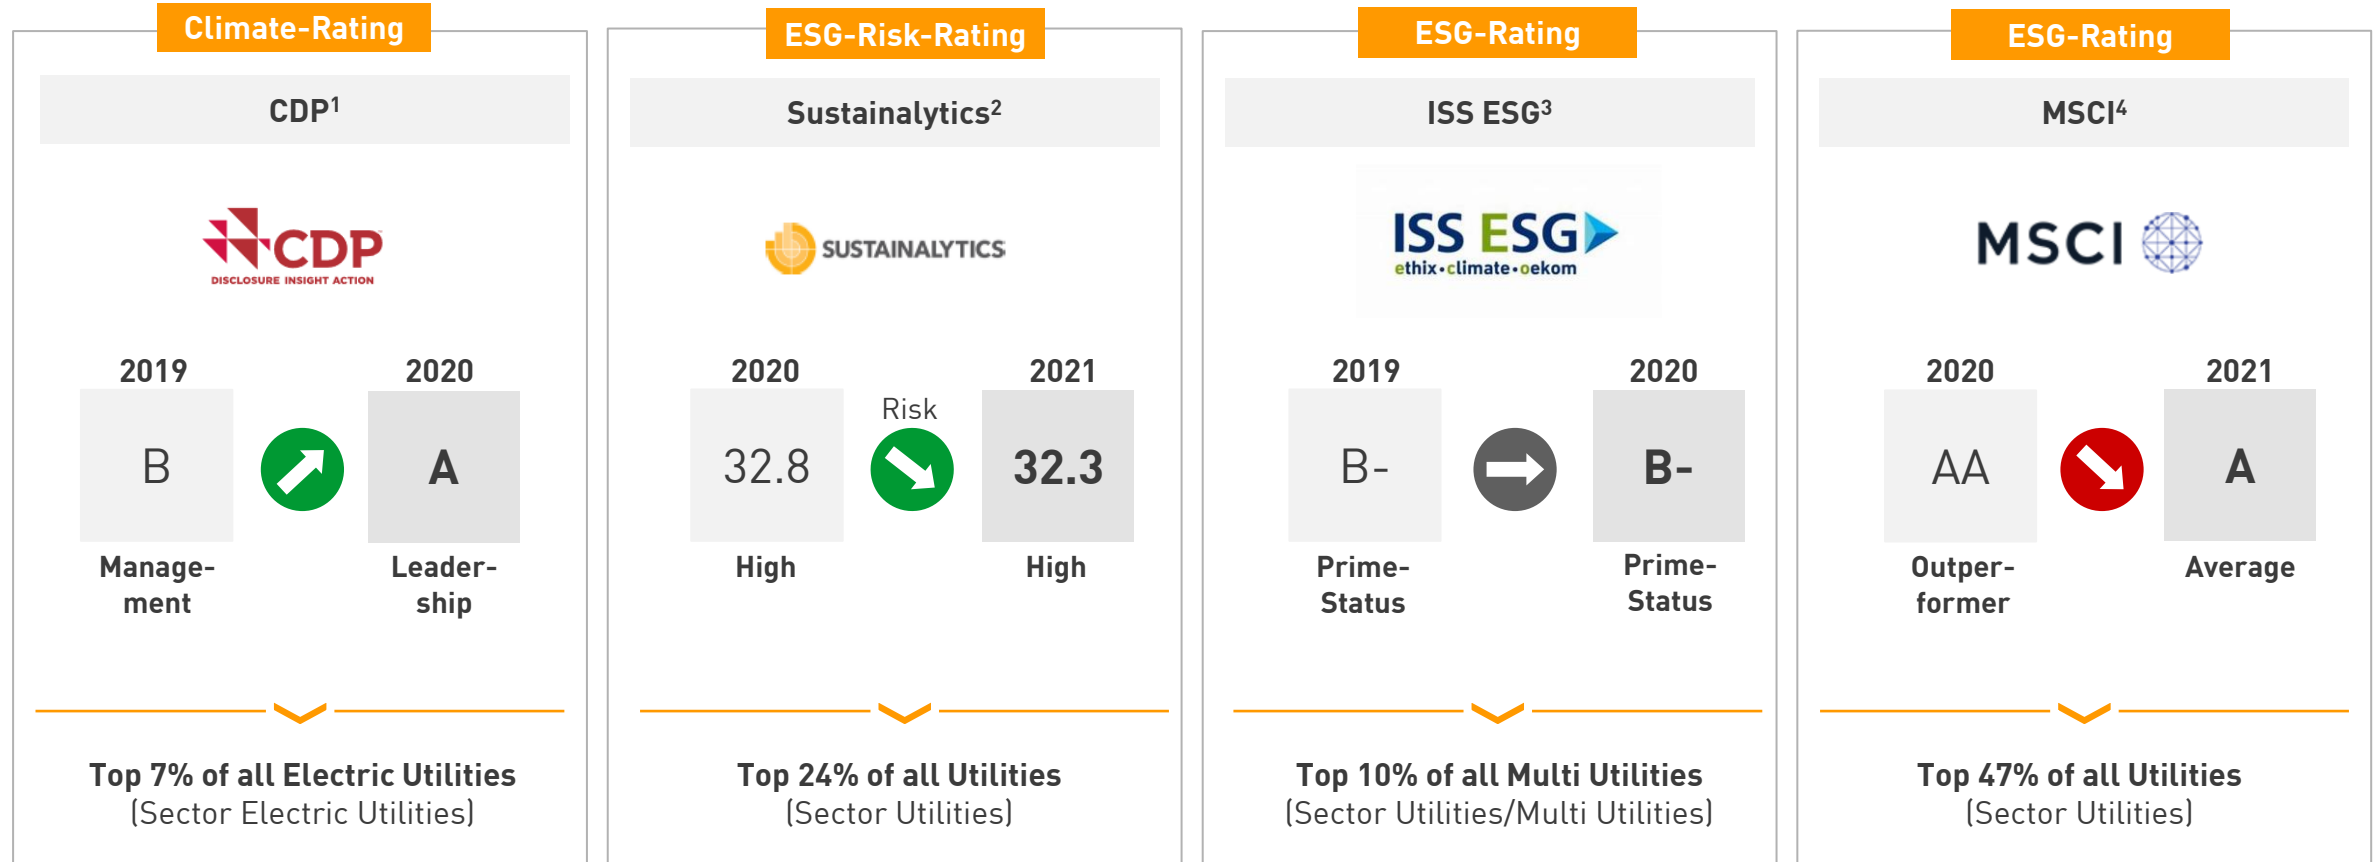 Climate-Rating
CDP¹
CDP
DISCLOSURE INSIGHT ACTION
2019
2020
B
A
Manage-
ment
Leader-
ship
Top 7% of all Electric Utilities
(Sector Electric Utilities)
ESG-Risk-Rating
Sustainalytics²
SUSTAINALYTICS
2020
2021
Risk
32.8
32.3
High
High
Top 24% of all Utilities
(Sector Utilities)
ESG-Rating
ISS ESG³
ISS ESG
ethix·climate·oekom
2019
2020
B-
B-
Prime-
Status
Prime-
Status
Top 10% of all Multi Utilities
(Sector Utilities/Multi Utilities)
ESG-Rating
MSCI⁴
MSCI
2020
2021
AA
A
Outper-
former
Average
Top 47% of all Utilities
(Sector Utilities)